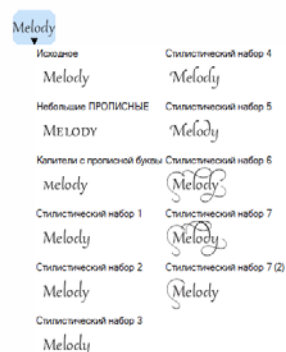 Melody
Исходное
Melody
Небольшие ПРОПИСНЫЕ
MELODY
Капители с прописной буквы
Melody
Стилистический набор 1
Melody
Стилистический набор 2
Melody
Стилистический набор 3
Melody
Стилистический набор 4
Melody
Стилистический набор 5
Melody
Стилистический набор 6
Melody
Стилистический набор 7
Melody
Стилистический набор 7 (2)
Melody